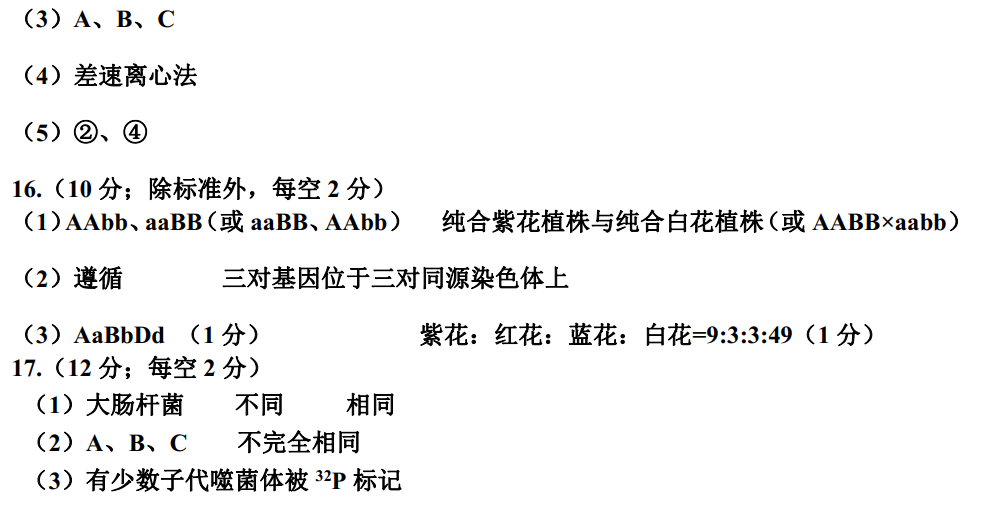 （3）A、B、C
（4）差速离心法
（5）②、④
16.（10 分；除标准外，每空 2 分）
（1）AAbb、aaBB（或 aaBB、AAbb） 纯合紫花植株与纯合白花植株（或 AABB×aabb）
（2）遵循 三对基因位于三对同源染色体上
（3）AaBbDd （1 分） 紫花：红花：蓝花：白花=9:3:3:49（1 分）
17.（12 分；每空 2 分）
（1）大肠杆菌 不同 相同
（2）A、B、C 不完全相同
（3）有少数子代噬菌体被 ³²P 标记